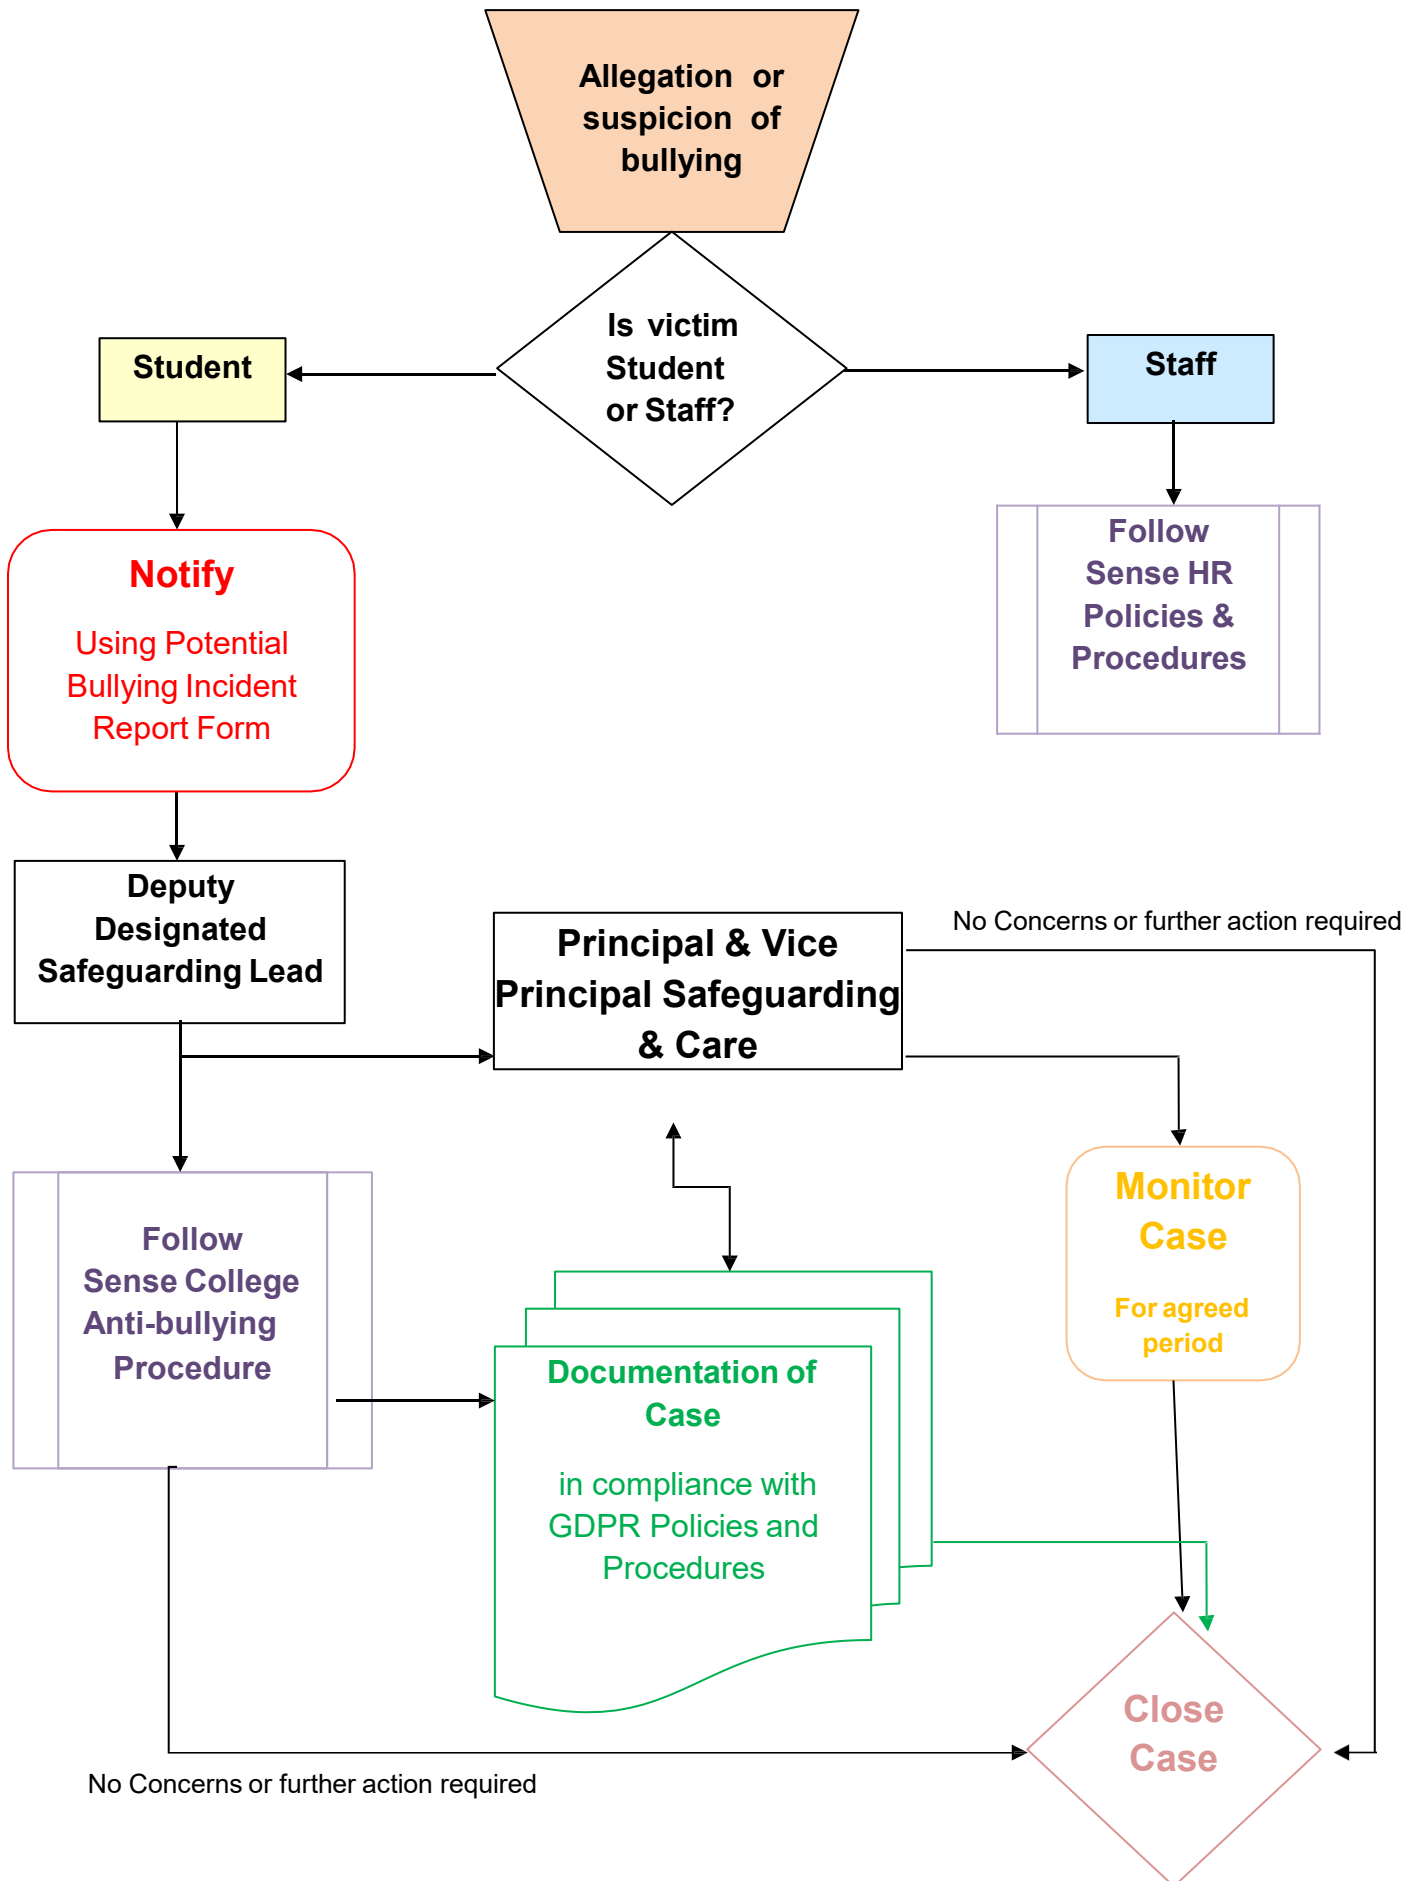 Allegation or
suspicion of
bullying
Is victim
Student
or Staff?
Student
Staff
Follow
Sense HR
Policies &
Procedures
Notify
Using Potential
Bullying Incident
Report Form
Deputy
Designated
Safeguarding Lead
Principal & Vice
Principal Safeguarding
& Care
No Concerns or further action required
Monitor
Case
For agreed
period
Follow
Sense College
Anti-bullying
Procedure
Documentation of
Case
in compliance with
GDPR Policies and
Procedures
Close
Case
No Concerns or further action required